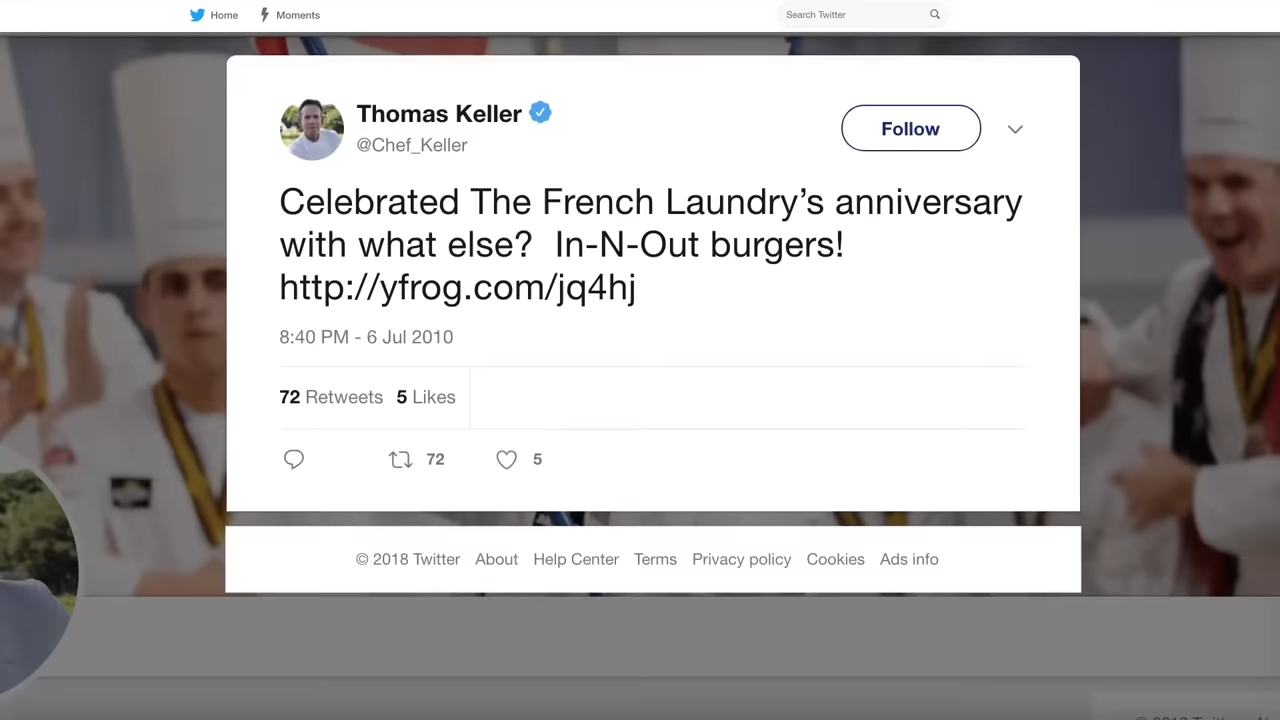 Home Moments Search Twitter
Thomas Keller
@Chef_Keller
Follow
Celebrated The French Laundry’s anniversary
with what else?  In-N-Out burgers!
http://yfrog.com/jq4hj
8:40 PM - 6 Jul 2010
72 Retweets 5 Likes
72 5
© 2018 Twitter About Help Center Terms Privacy policy Cookies Ads info